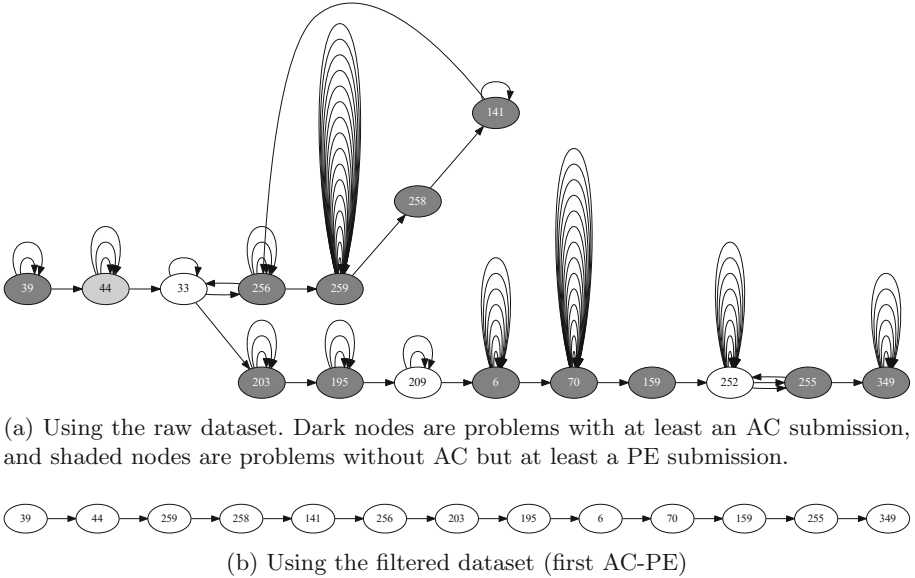 141
258
39 44 33 256 259
203 195 209 6 70 159 252 255 349
(a) Using the raw dataset. Dark nodes are problems with at least an AC submission,
and shaded nodes are problems without AC but at least a PE submission.
39 44 259 258 141 256 203 195 6 70 159 255 349
(b) Using the filtered dataset (first AC-PE)